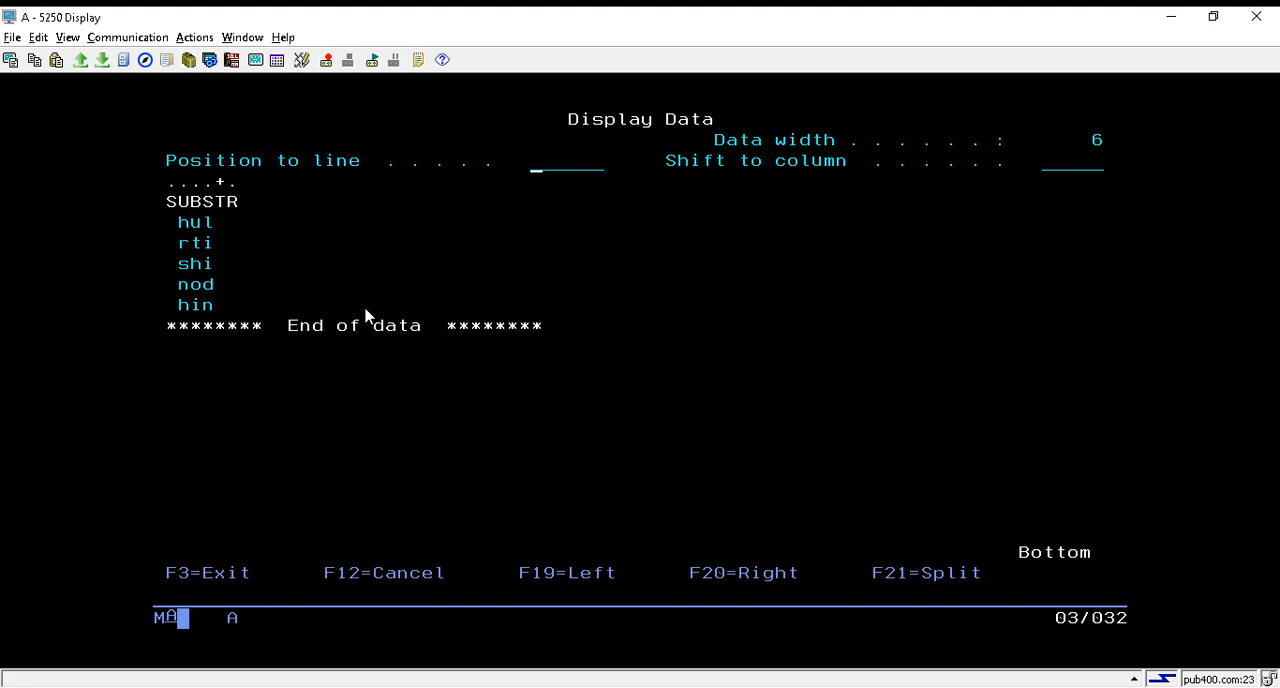 A - 5250 Display
File Edit View Communication Actions Window Help
Display Data
Data width . . . . . . . : 6
Position to line . . . . . Shift to column . . . . . .
....+.
SUBSTR
hul
rti
shi
nod
hin
******** End of data ********
Bottom
F3=Exit F12=Cancel F19=Left F20=Right F21=Split
MA A 03/032
pub400.com:23